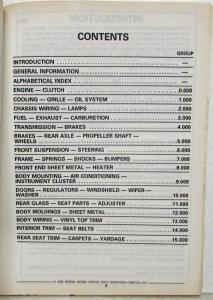 CONTENTS
GROUP
INTRODUCTION —
GENERAL INFORMATION —
ALPHABETICAL INDEX —
ENGINE — CLUTCH 0.000
COOLING — GRILLE — OIL SYSTEM 1.000
CHASSIS WIRING — LAMPS 2.000
FUEL — EXHAUST — CARBURETION 3.000
TRANSMISSION — BRAKES 4.000
BRAKES — REAR AXLE — PROPELLER SHAFT —
WHEELS 5.000
FRONT SUSPENSION — STEERING 6.000
FRAME — SPRINGS — SHOCKS — BUMPERS 7.000
FRONT END SHEET METAL — HEATER 8.000
BODY MOUNTING — AIR CONDITIONING —
INSTRUMENT CLUSTER 9.000
DOORS — REGULATORS — WINDSHIELD — WIPER —
WASHER 10.000
REAR GLASS — SEAT PARTS — ADJUSTER 11.000
BODY MOLDINGS — SHEET METAL 12.000
BODY WIRING — VINYL TOP TRIM 13.000
INTERIOR TRIM — SEAT BELTS 14.000
REAR SEAT TRIM — CARPETS — YARDAGE 15.000